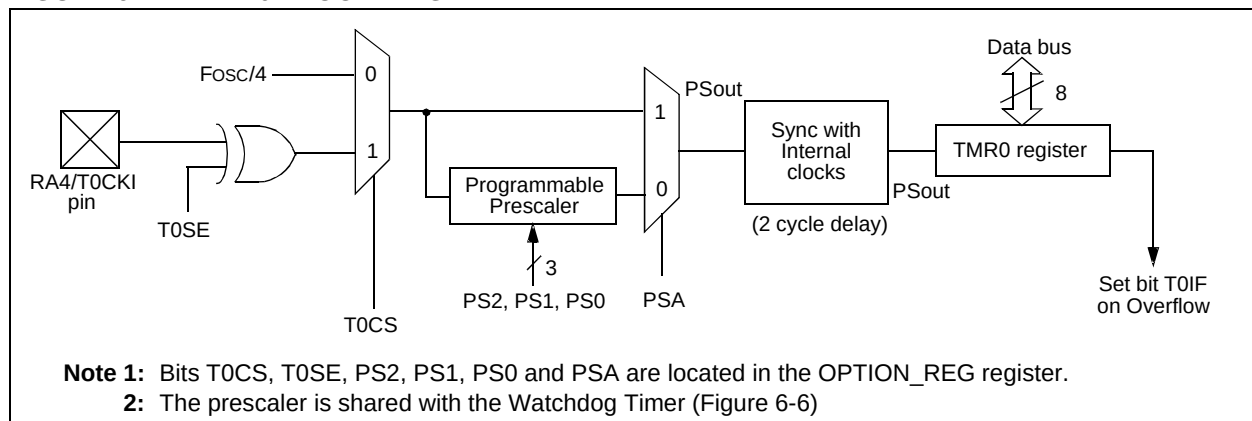 Data bus
FOSC/4
0
PSout
8
1
1
Sync with
Internal
clocks
TMR0 register
RA4/T0CKI
pin
Programmable
Prescaler
0
PSout
T0SE
(2 cycle delay)
3
PS2, PS1, PS0
PSA
Set bit T0IF
on Overflow
T0CS
Note 1: Bits T0CS, T0SE, PS2, PS1, PS0 and PSA are located in the OPTION_REG register.
2: The prescaler is shared with the Watchdog Timer (Figure 6-6)